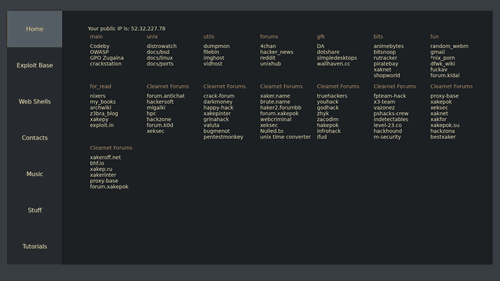 Home
Exploit Base
Web Shells
Contacts
Music
Stuff
Tutorials
Your public IP is: 52.32.227.78
main
Codeby
OWASP
GPO Zugaina
crackstation
unix
distrowatch
docs/bsd
docs/linux
docs/ports
utils
dumpmon
filebin
imghost
vidhost
forums
4chan
hacker_news
reddit
unixhub
gfk
DA
dotshare
simpledesktops
wallhaven.cc
bits
animebytes
bitsnoop
rutracker
piratebay
xaknet
shopworld
fun
random_webm
gmail
*nix_porn
dfwk_wiki
fuckav
forum.kidal
for_read
nixers
my_books
archwiki
z3bra_blog
xakepy
exploit.in
Clearnet Forums
forum.antichat
hackersoft
migalki
hpc
hackzone
forum.k0d
xeksec
Clearnet Forums
crack-forum
darkmoney
happy-hack
xakepinter
grinahack
valuta
bugmenot
pentestmonkey
Clearnet Forums
xaker.name
brute.name
haker2.forumbb
forum.xakepok
webcriminal
xeksec
Nulled.to
unix time converter
Clearnet Forums
truehackers
youhack
godhack
zhyk
zacodim
hakepok
infrohack
ifud
Clearnet Forums
fpteam-hack
x3-team
vazonez
pshacks-crew
indetectables
level-23.co
hackhound
m-security
Clearnet Forums
proxy-base
xakepok
xeksec
xaknet
xakfor
xakepok.su
hackzona
bestxaker
Clearnet Forums
xakeroff.net
bhf.io
xakep.ru
xakerinter
proxy-base
forum.xakepok